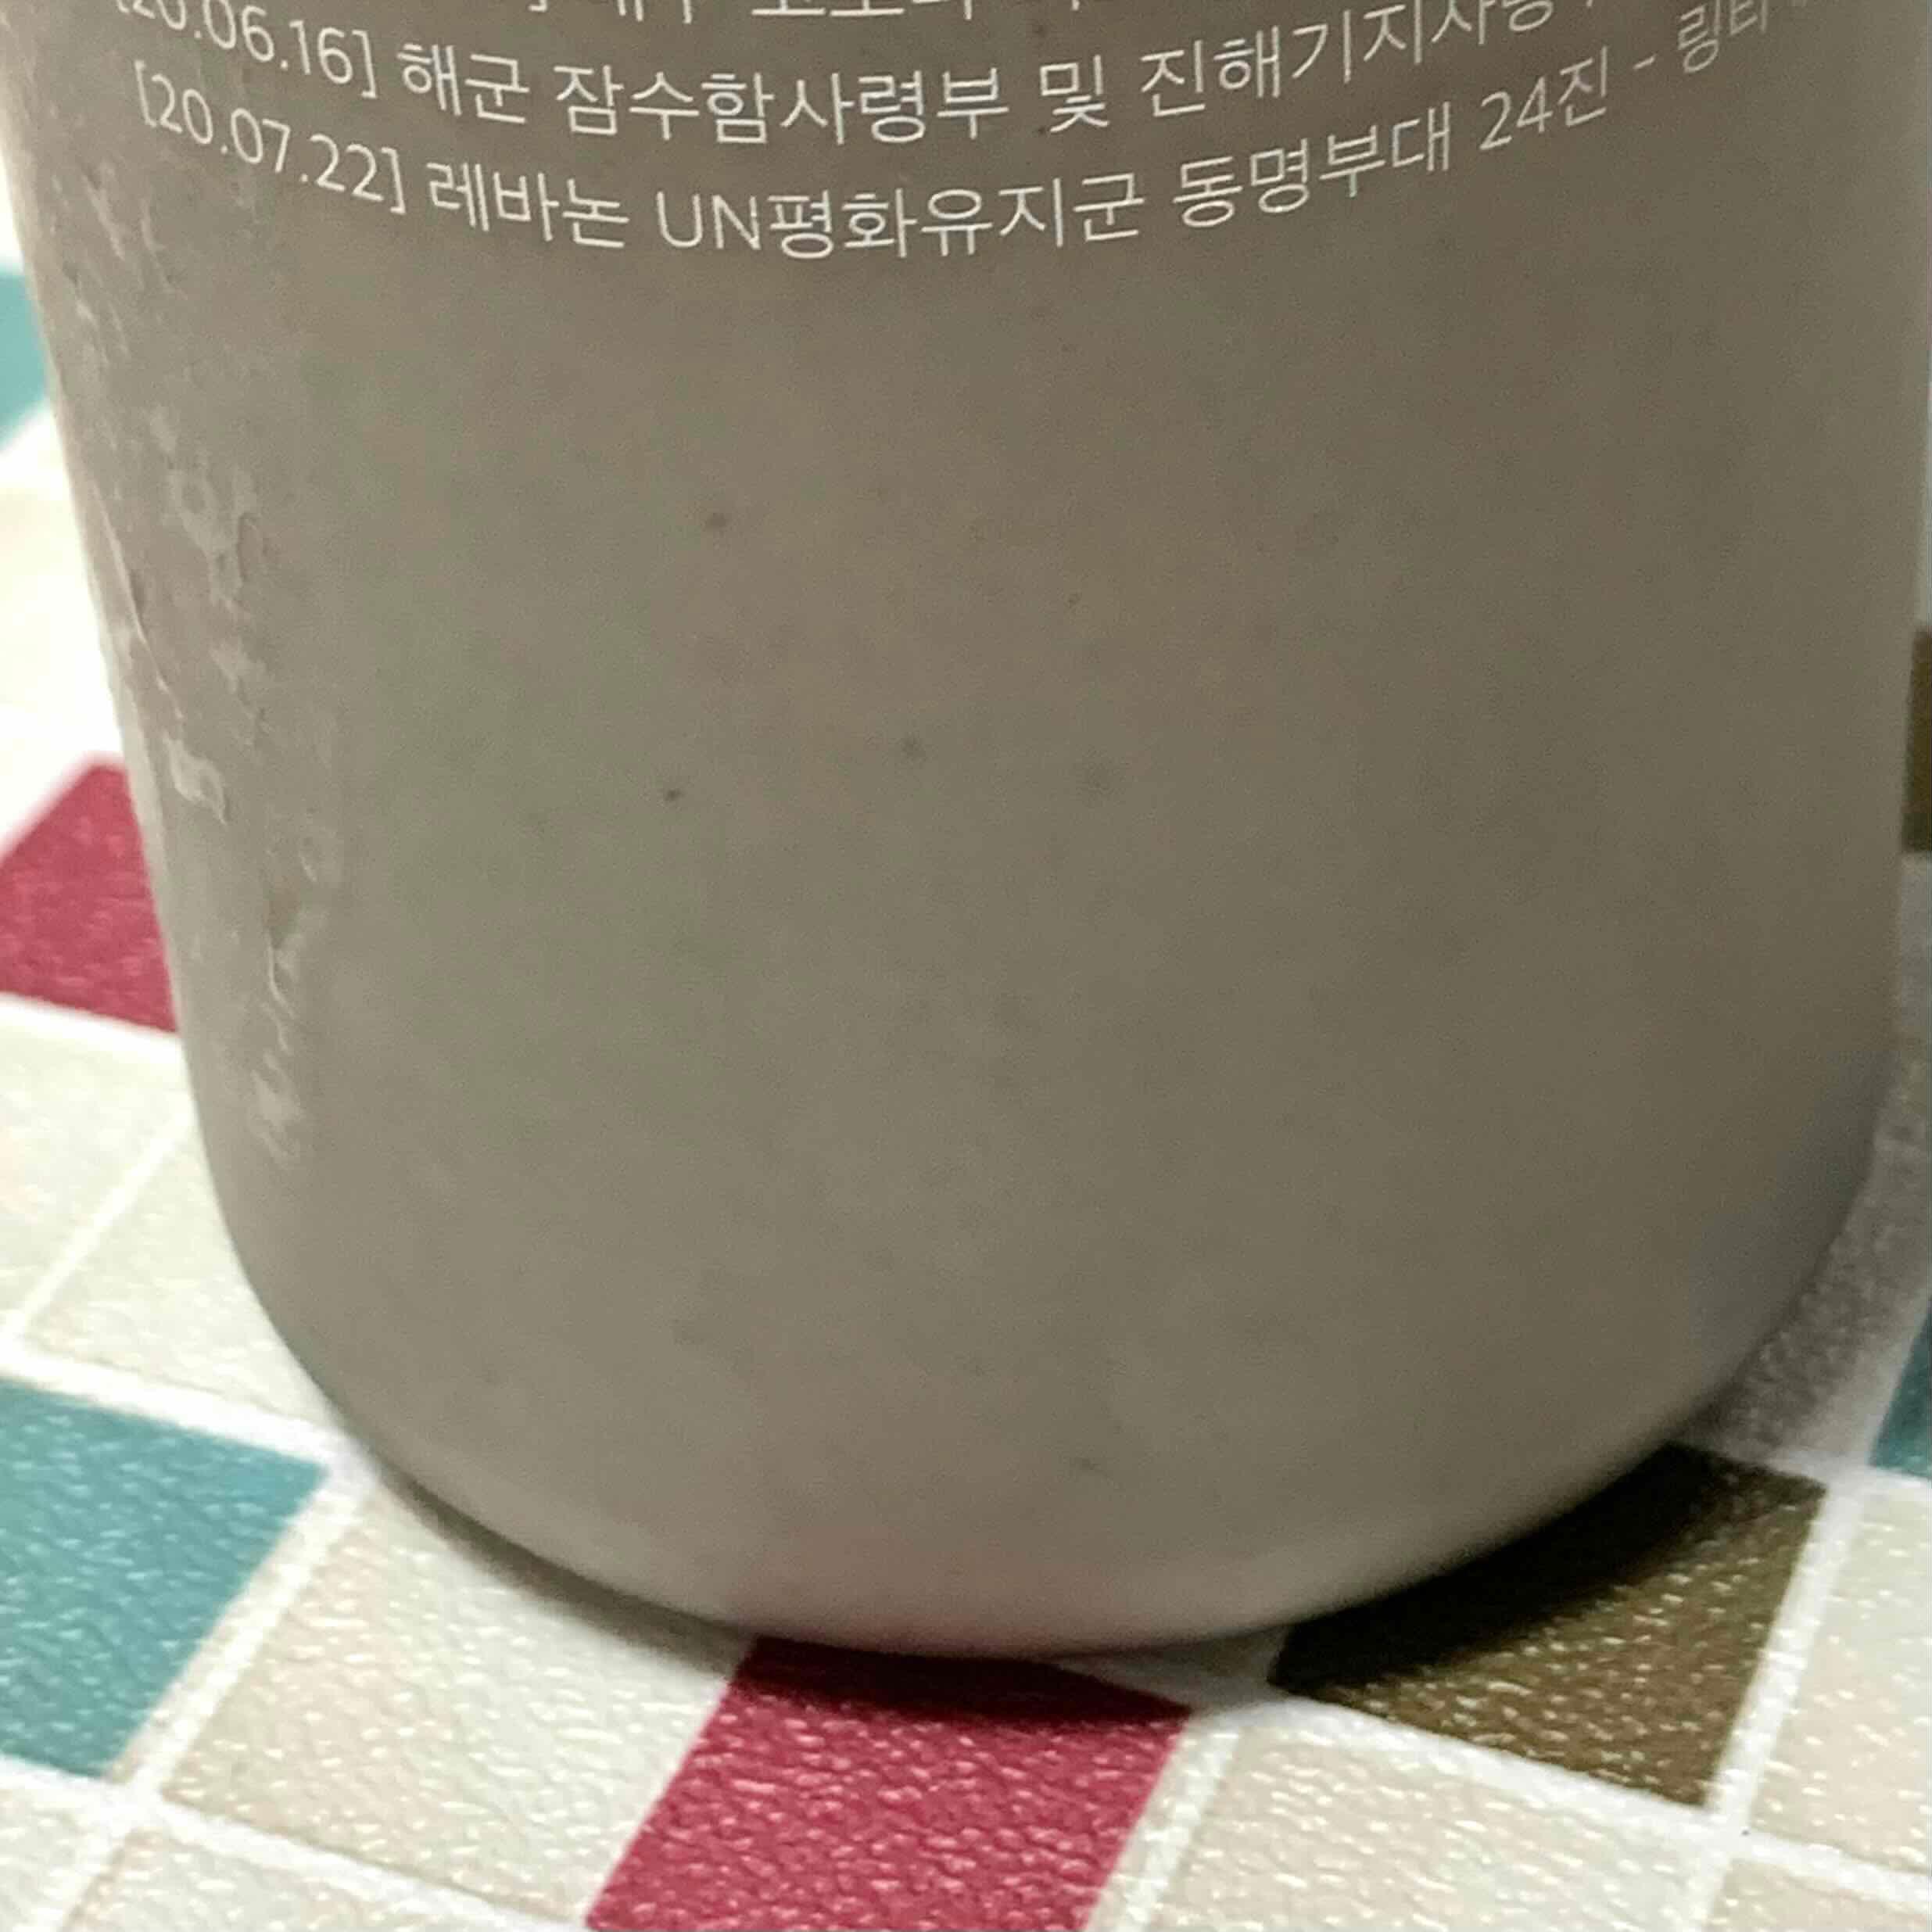 20.06.16] 해군 잠수함사령부 및 진해기지사령
[20.07.22] 레바논 UN평화유지군 동명부대 24진 - 링티